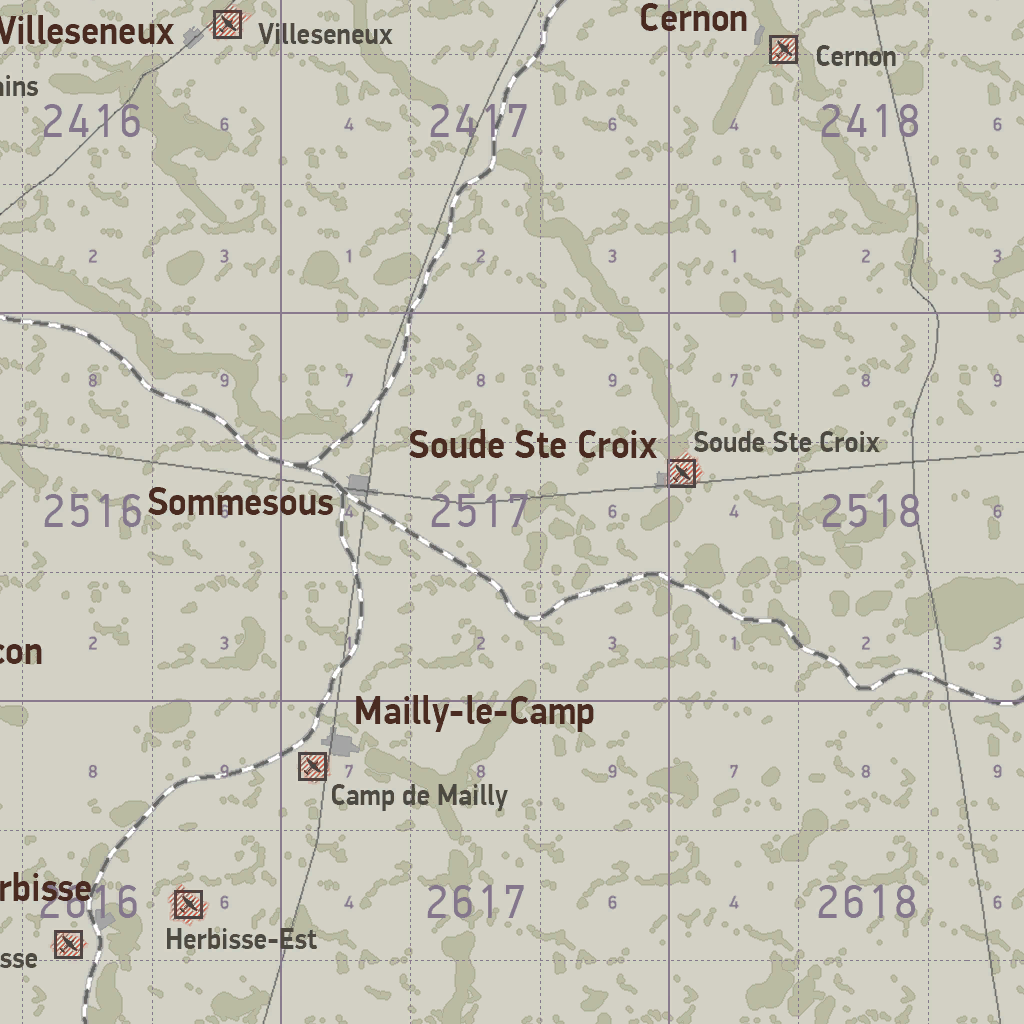 Cernon
Villeseneux
Villeseneux
Cernon
ains
2416 2417 2418
6 4 6 4 6
2 3 1 2 3 1 2 3
8 9 7 8 9 7 8 9
Soude Ste Croix
Soude Ste Croix
Sommesous
2516 2517 2518
6 4 6 4 6
2 3 1 2 3 1 2 3
con
Mailly-le-Camp
8 9 7 8 7 8 9
Camp de Mailly
rbisse
2616 2617 2618
6 4 6 4 6
Herbisse-Est
sse